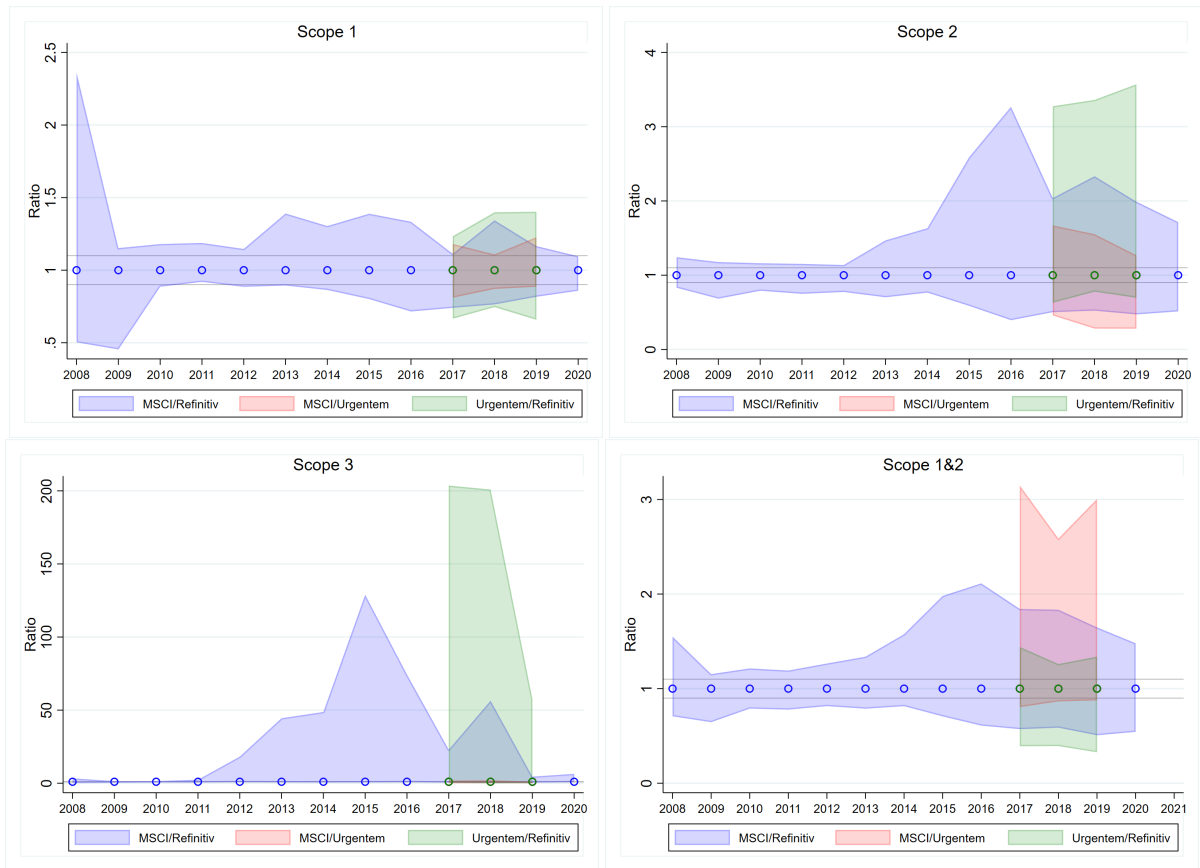 Scope 1
2.5
2
1.5
1
.5
Ratio
2008 2009 2010 2011 2012 2013 2014 2015 2016 2017 2018 2019 2020
MSCI/Refinitiv MSCI/Urgentem Urgentem/Refinitiv
Scope 2
4
3
2
1
0
Ratio
2008 2009 2010 2011 2012 2013 2014 2015 2016 2017 2018 2019 2020
MSCI/Refinitiv MSCI/Urgentem Urgentem/Refinitiv
Scope 3
200
150
100
50
0
Ratio
2008 2009 2010 2011 2012 2013 2014 2015 2016 2017 2018 2019 2020
MSCI/Refinitiv MSCI/Urgentem Urgentem/Refinitiv
Scope 1&2
3
2
1
0
Ratio
2008 2009 2010 2011 2012 2013 2014 2015 2016 2017 2018 2019 2020 2021
MSCI/Refinitiv MSCI/Urgentem Urgentem/Refinitiv